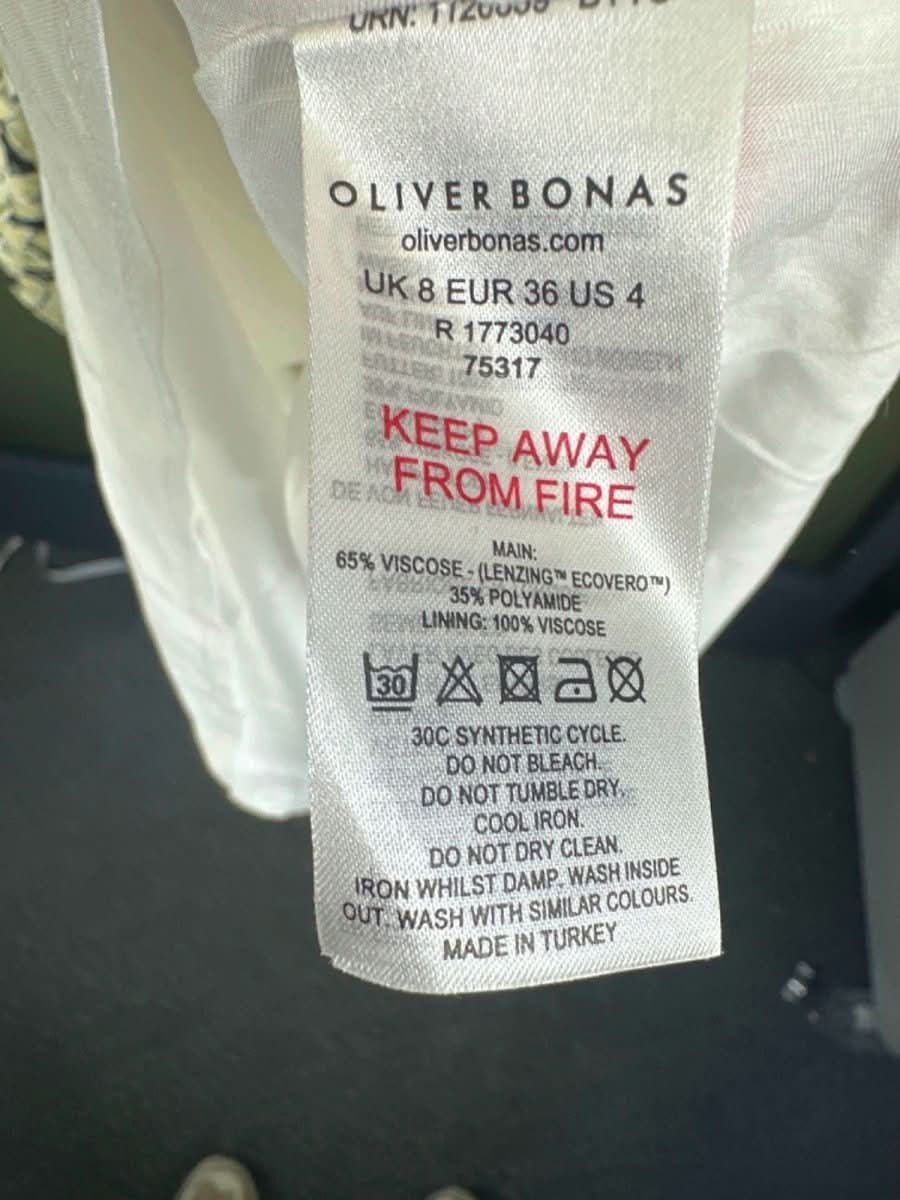 URN:
OLIVER BONAS
oliverbonas.com
UK 8 EUR 36 US 4
R 1773040
75317
KEEP AWAY
FROM FIRE
MAIN:
65% VISCOSE - (LENZING™ ECOVERO™)
35% POLYAMIDE
LINING: 100% VISCOSE
30
30C SYNTHETIC CYCLE.
DO NOT BLEACH.
DO NOT TUMBLE DRY.
COOL IRON.
DO NOT DRY CLEAN.
IRON WHILST DAMP. WASH INSIDE
OUT. WASH WITH SIMILAR COLOURS.
MADE IN TURKEY